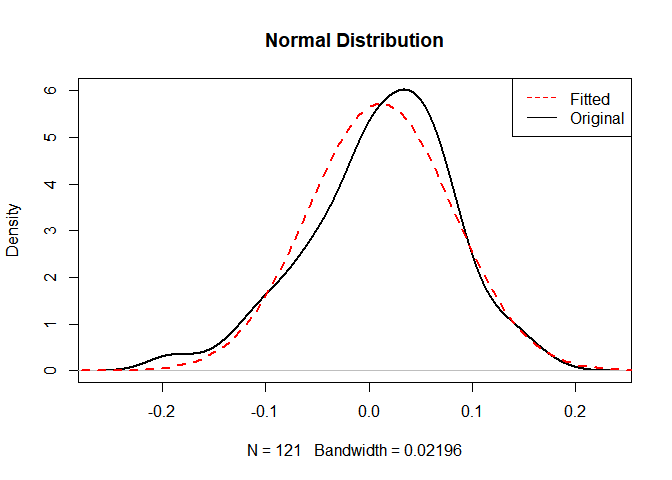 Normal Distribution
Fitted
Original
Density
6
5
4
3
2
1
0
-0.2 -0.1 0.0 0.1 0.2
N = 121 Bandwidth = 0.02196